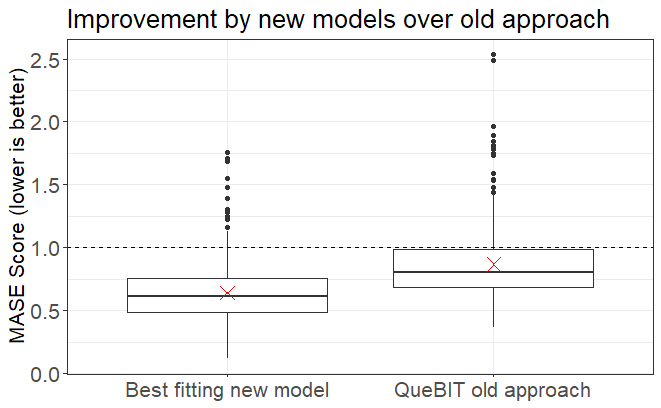 Improvement by new models over old approach
MASE Score (lower is better)
2.5
2.0
1.5
1.0
0.5
0.0
Best fitting new model
QueBIT old approach